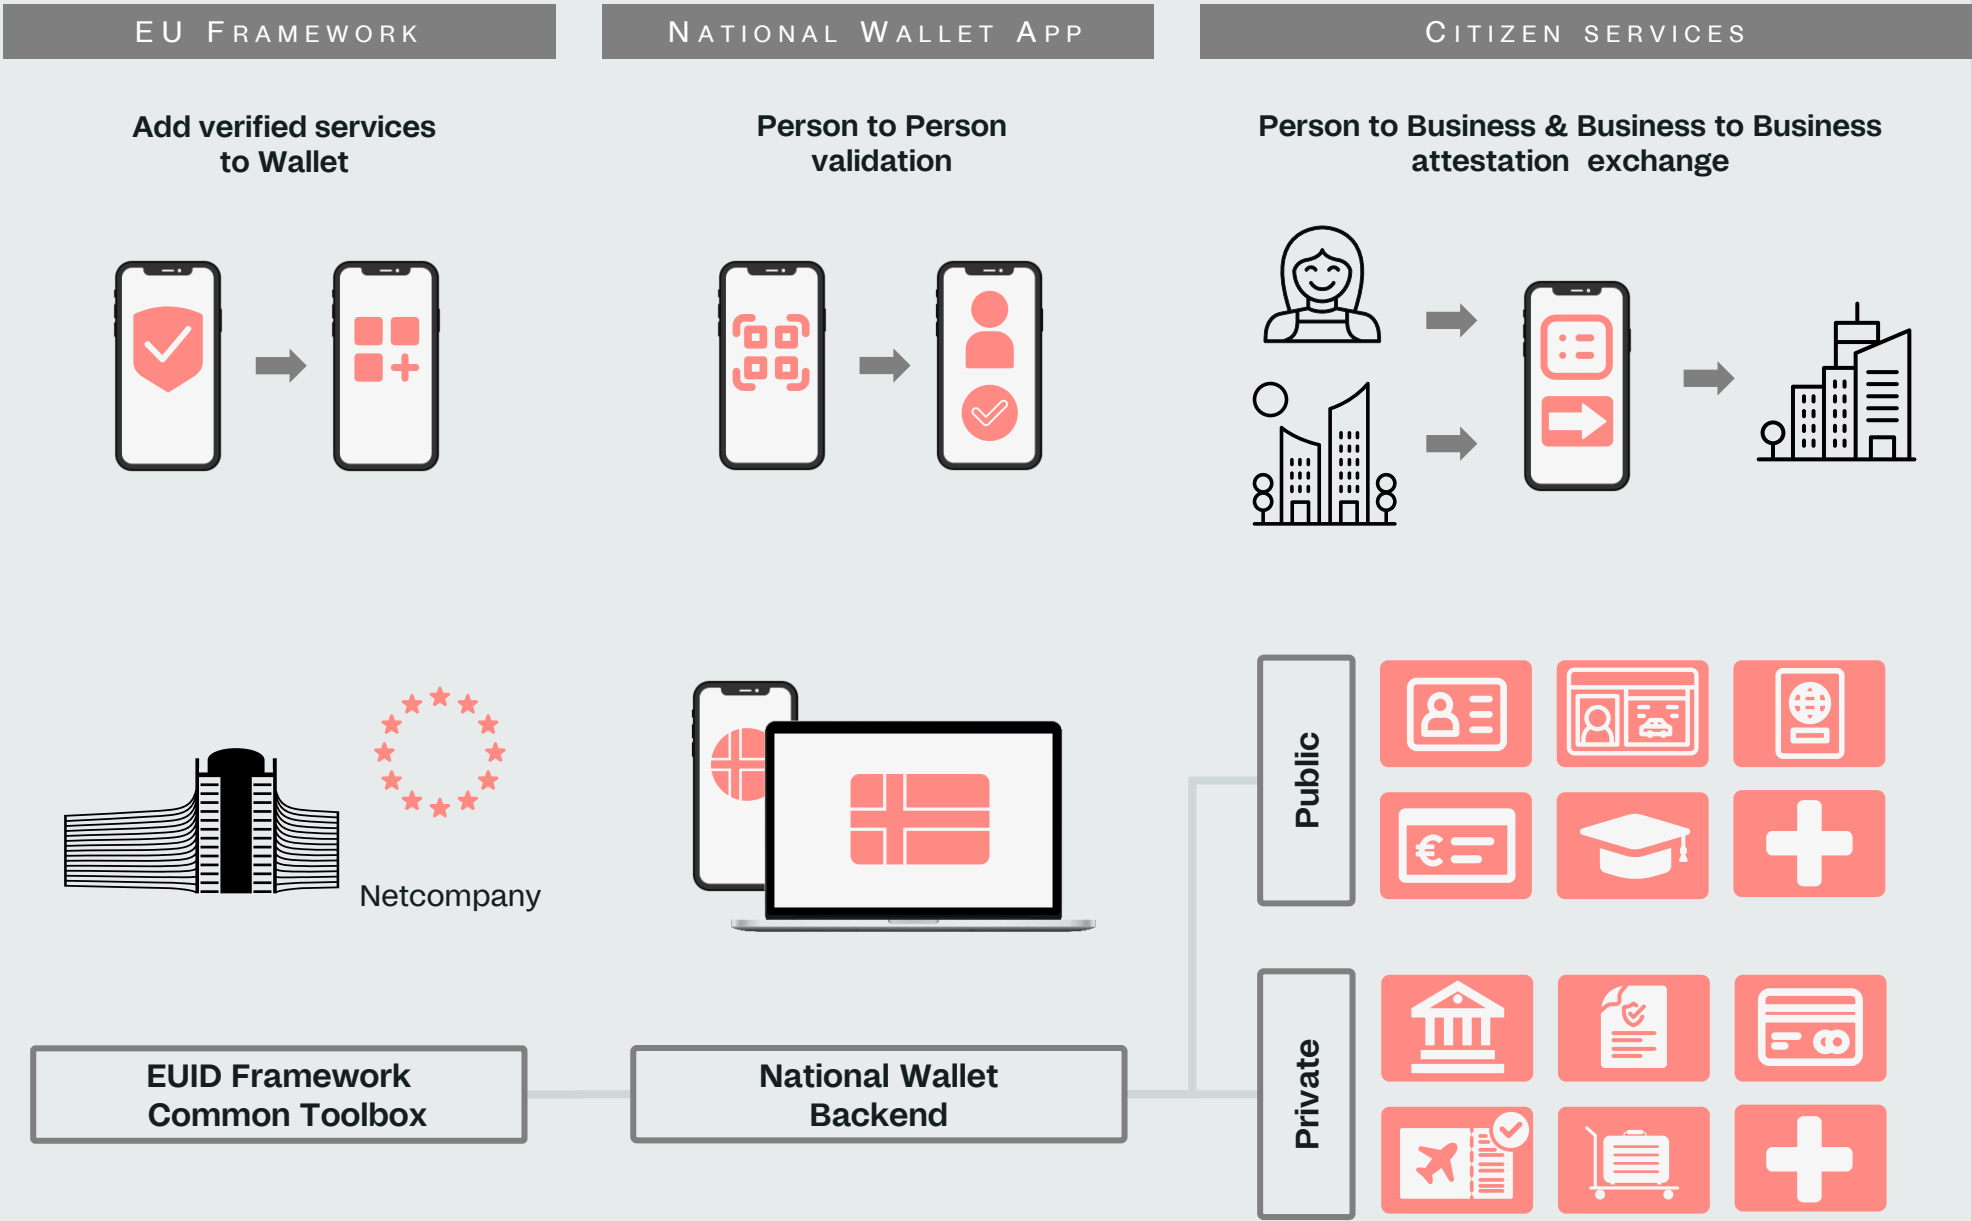 EU Framework
National Wallet App
Citizen services
Add verified services
to Wallet
Person to Person
validation
Person to Business & Business to Business
attestation exchange
Netcompany
Public
Private
EUID Framework
Common Toolbox
National Wallet
Backend